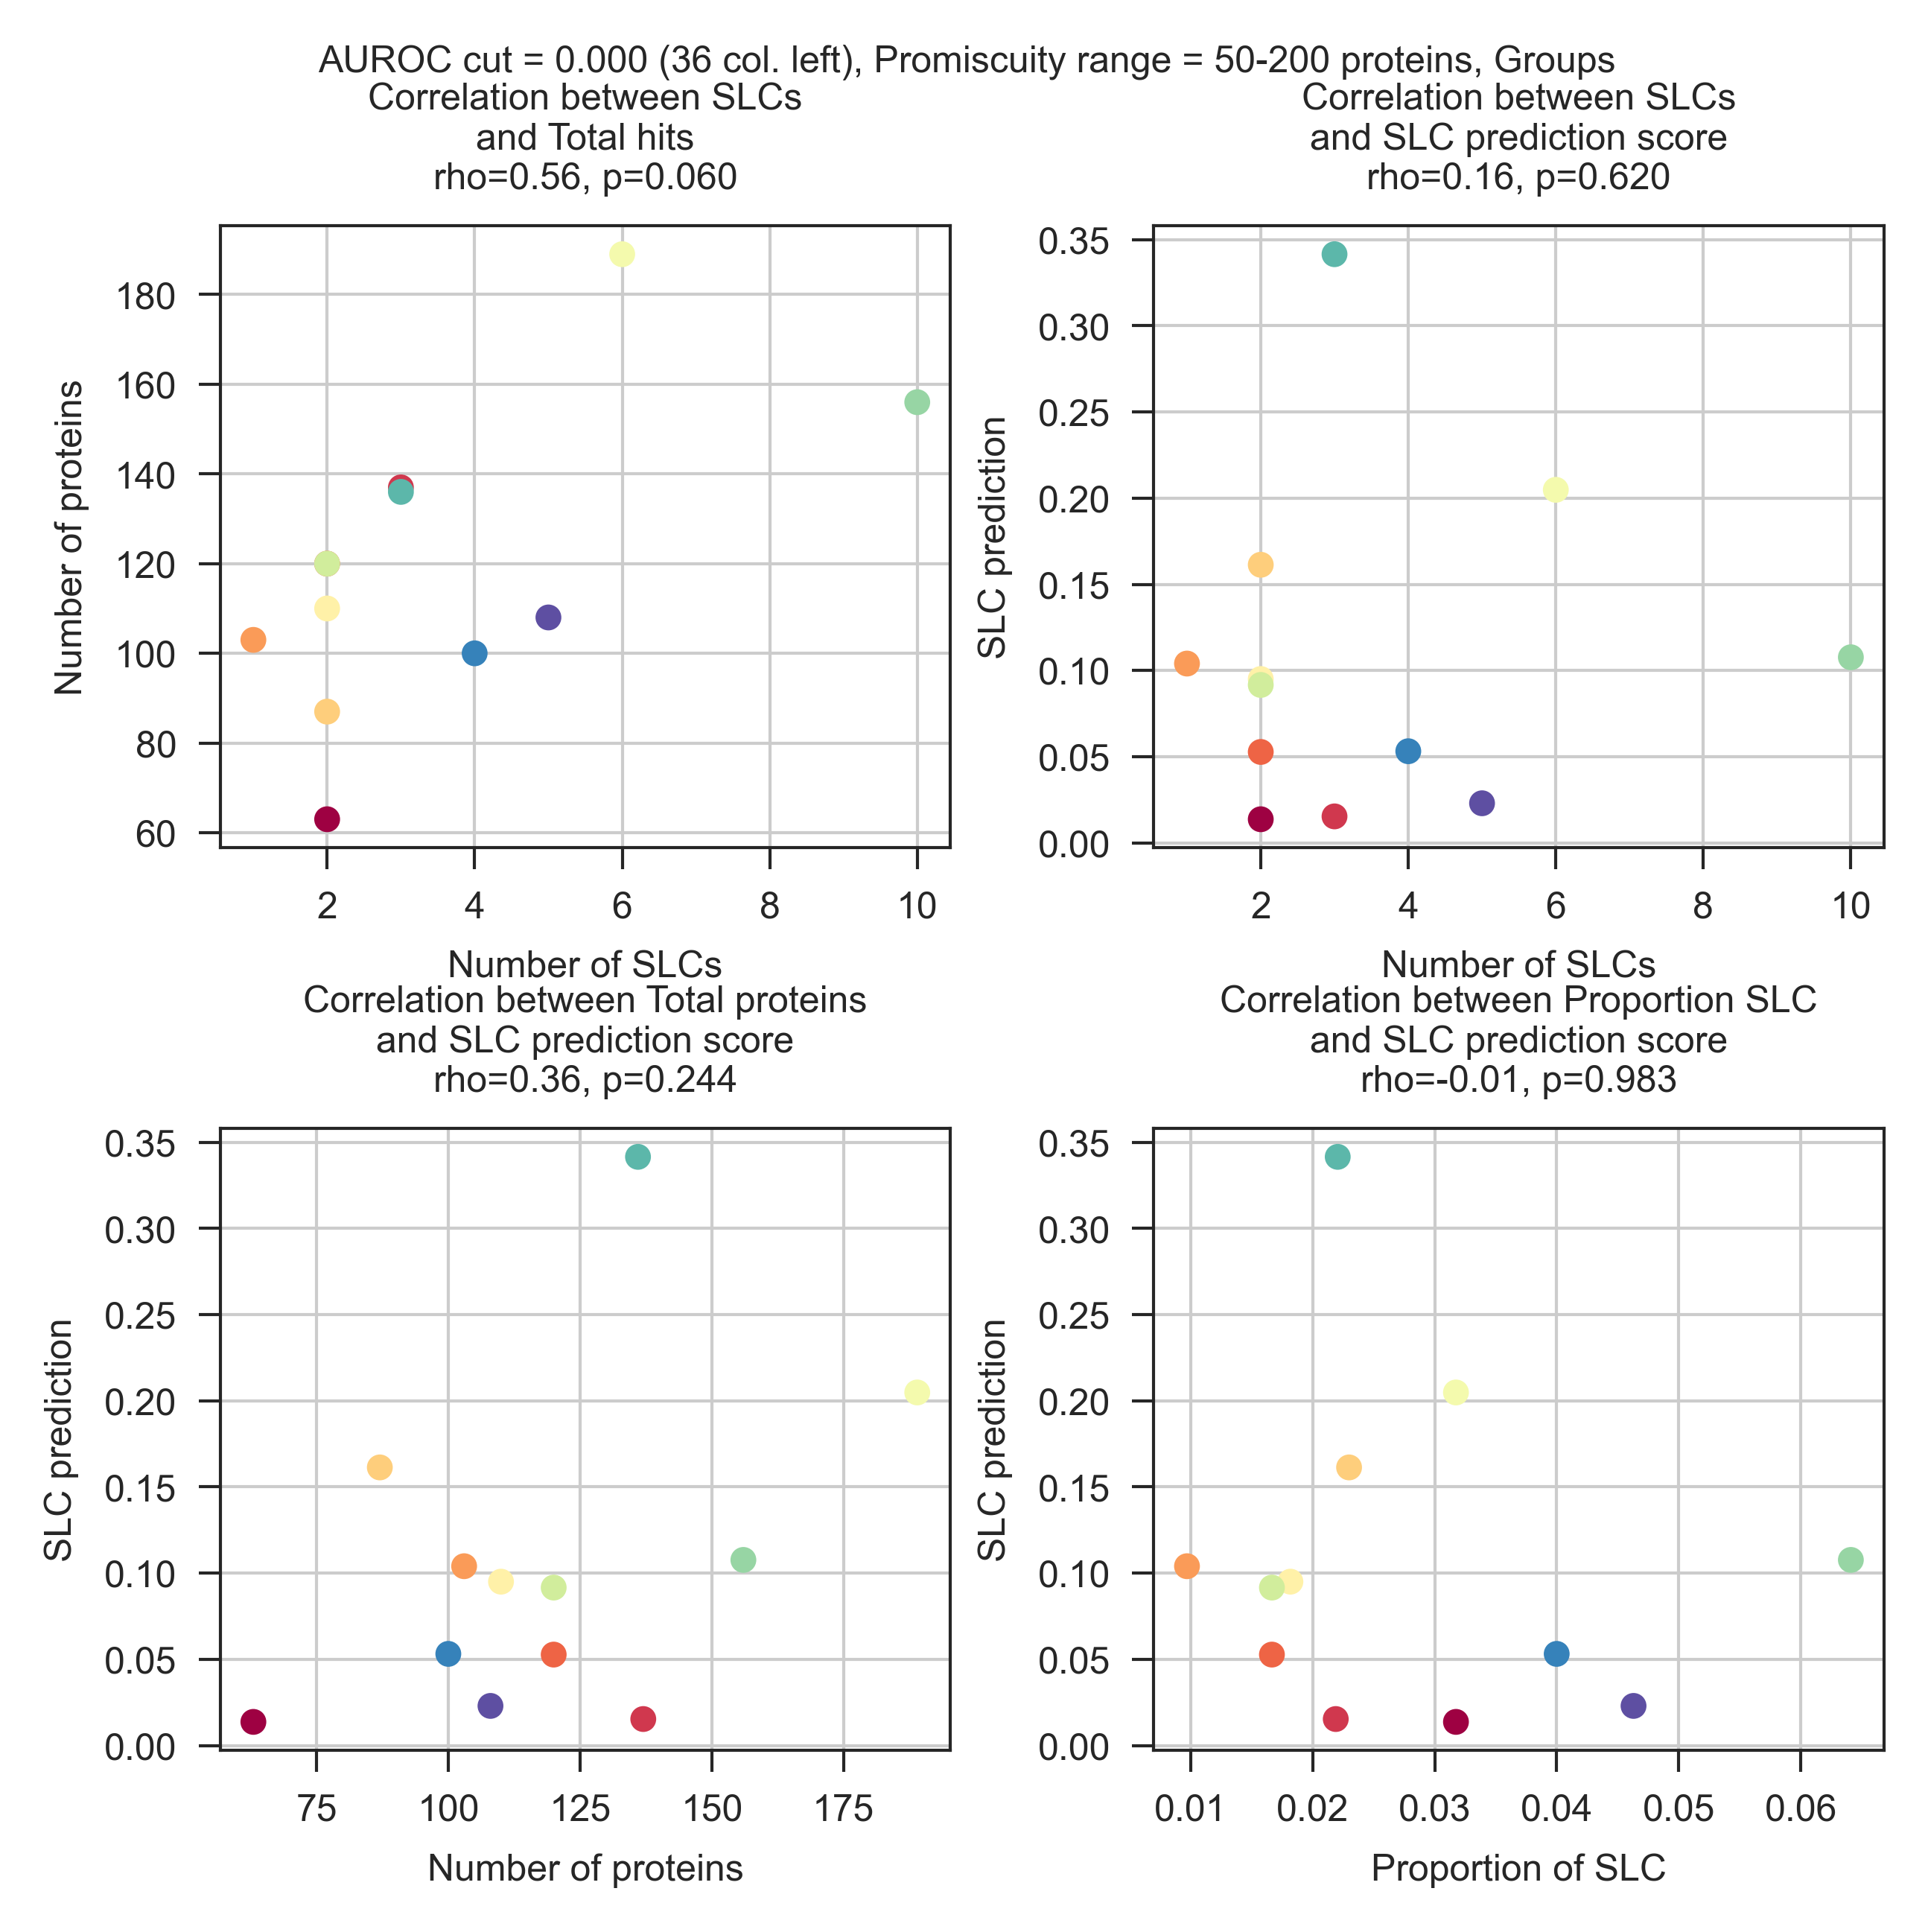 AUROC cut = 0.000 (36 col. left), Promiscuity range = 50-200 proteins, Groups
Correlation between SLCs
and Total hits
rho=0.56, p=0.060
Number of proteins
180
160
140
120
100
80
60
2 4 6 8 10
Number of SLCs
Correlation between SLCs
and SLC prediction score
rho=0.16, p=0.620
SLC prediction
0.35
0.30
0.25
0.20
0.15
0.10
0.05
0.00
2 4 6 8 10
Number of SLCs
Correlation between Total proteins
and SLC prediction score
rho=0.36, p=0.244
SLC prediction
0.35
0.30
0.25
0.20
0.15
0.10
0.05
0.00
75 100 125 150 175
Number of proteins
Correlation between Proportion SLC
and SLC prediction score
rho=-0.01, p=0.983
SLC prediction
0.35
0.30
0.25
0.20
0.15
0.10
0.05
0.00
0.01 0.02 0.03 0.04 0.05 0.06
Proportion of SLC